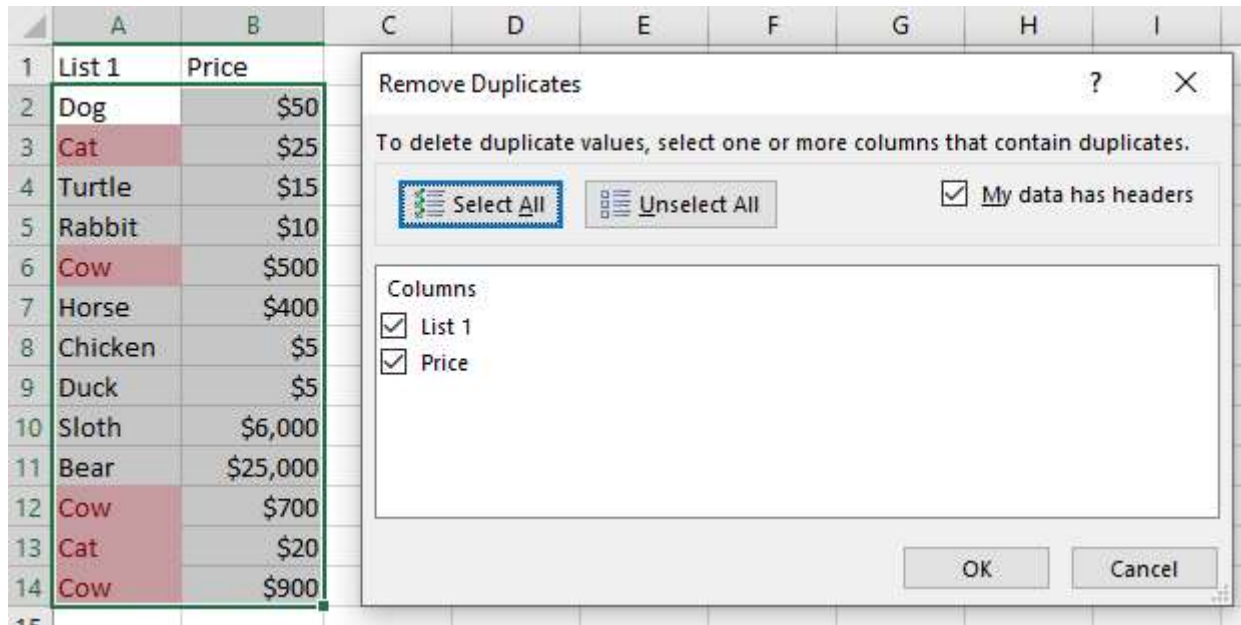 A B C D E F G H I
1 List 1 Price
2 Dog $50
3 Cat $25
4 Turtle $15
5 Rabbit $10
6 Cow $500
7 Horse $400
8 Chicken $5
9 Duck $5
10 Sloth $6,000
11 Bear $25,000
12 Cow $700
13 Cat $20
14 Cow $900
15
Remove Duplicates ?
To delete duplicate values, select one or more columns that contain duplicates.
Select All Unselect All My data has headers
Columns
List 1
Price
OK Cancel